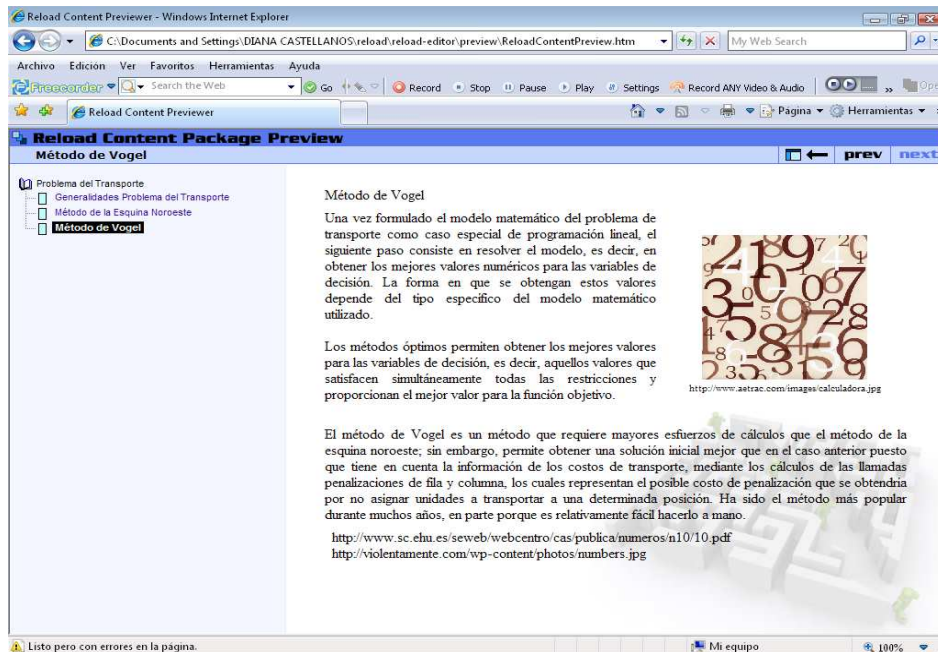 Reload Content Previewer - Windows Internet Explorer
C:\Documents and Settings\DIANA CASTELLANOS\reload\reload-editor\preview\ReloadContentPreview.htm
My Web Search
Archivo Edición Ver Favoritos Herramientas Ayuda
Freecorder Search the Web Go Record Stop Pause Play Settings Record ANY Video & Audio Ope
Reload Content Previewer Página Herramientas
Reload Content Package Preview
Método de Vogel prev next
Problema del Transporte
Generalidades Problema del Transporte
Método de la Esquina Noroeste
Método de Vogel
Método de Vogel
Una vez formulado el modelo matemático del problema de
transporte como caso especial de programación lineal, el
siguiente paso consiste en resolver el modelo, es decir, en
obtener los mejores valores numéricos para las variables de
decisión. La forma en que se obtengan estos valores
depende del tipo específico del modelo matemático
utilizado.
Los métodos óptimos permiten obtener los mejores valores
para las variables de decisión, es decir, aquellos valores que
satisfacen simultáneamente todas las restricciones y
proporcionan el mejor valor para la función objetivo.
http://www.aetrac.com/images/calculadora.jpg
El método de Vogel es un método que requiere mayores esfuerzos de cálculos que el método de la
esquina noroeste; sin embargo, permite obtener una solución inicial mejor que en el caso anterior puesto
que tiene en cuenta la información de los costos de transporte, mediante los cálculos de las llamadas
penalizaciones de fila y columna, los cuales representan el posible costo de penalización que se obtendria
por no asignar unidades a transportar a una determinada posición. Ha sido el método más popular
durante muchos años, en parte porque es relativamente fácil hacerlo a mano.
http://www.sc.ehu.es/seweb/webcentro/cas/publica/numeros/n10/10.pdf
http://violentamente.com/wp-content/photos/numbers.jpg
Listo pero con errores en la página. Mi equipo 100%